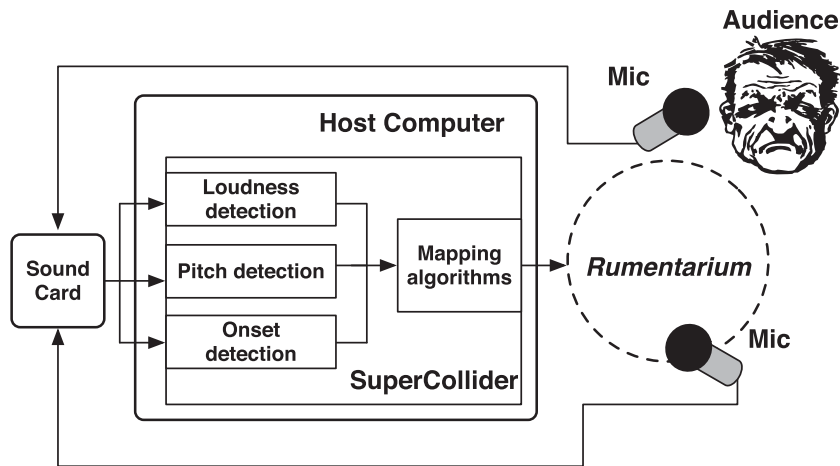 Audience
Mic
Host Computer
Loudness
detection
Sound
Card
Pitch detection
Mapping
algorithms
Rumentarium
Onset
detection
Mic
SuperCollider